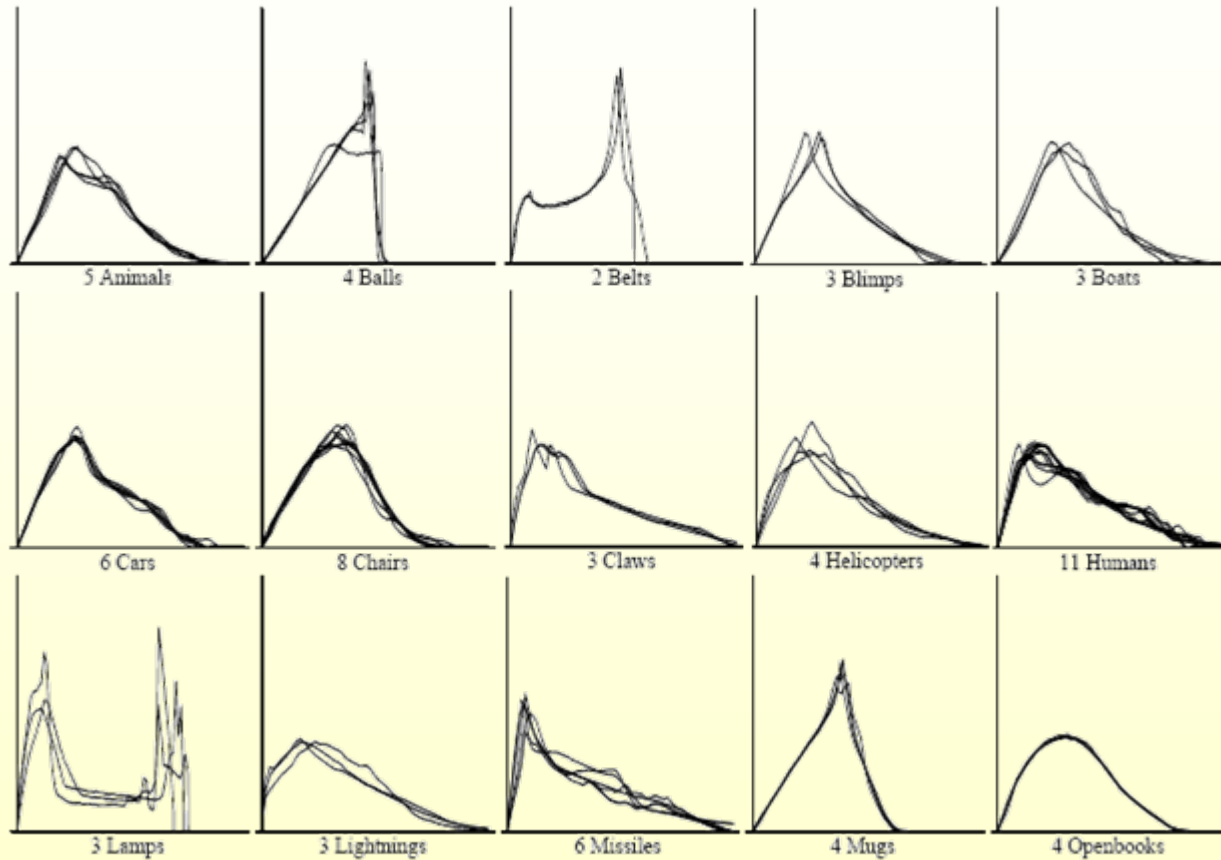 5 Animals
4 Balls
2 Belts
3 Blimps
3 Boats
6 Cars
8 Chairs
3 Claws
4 Helicopters
11 Humans
3 Lamps
3 Lightnings
6 Missiles
4 Mugs
4 Openbooks